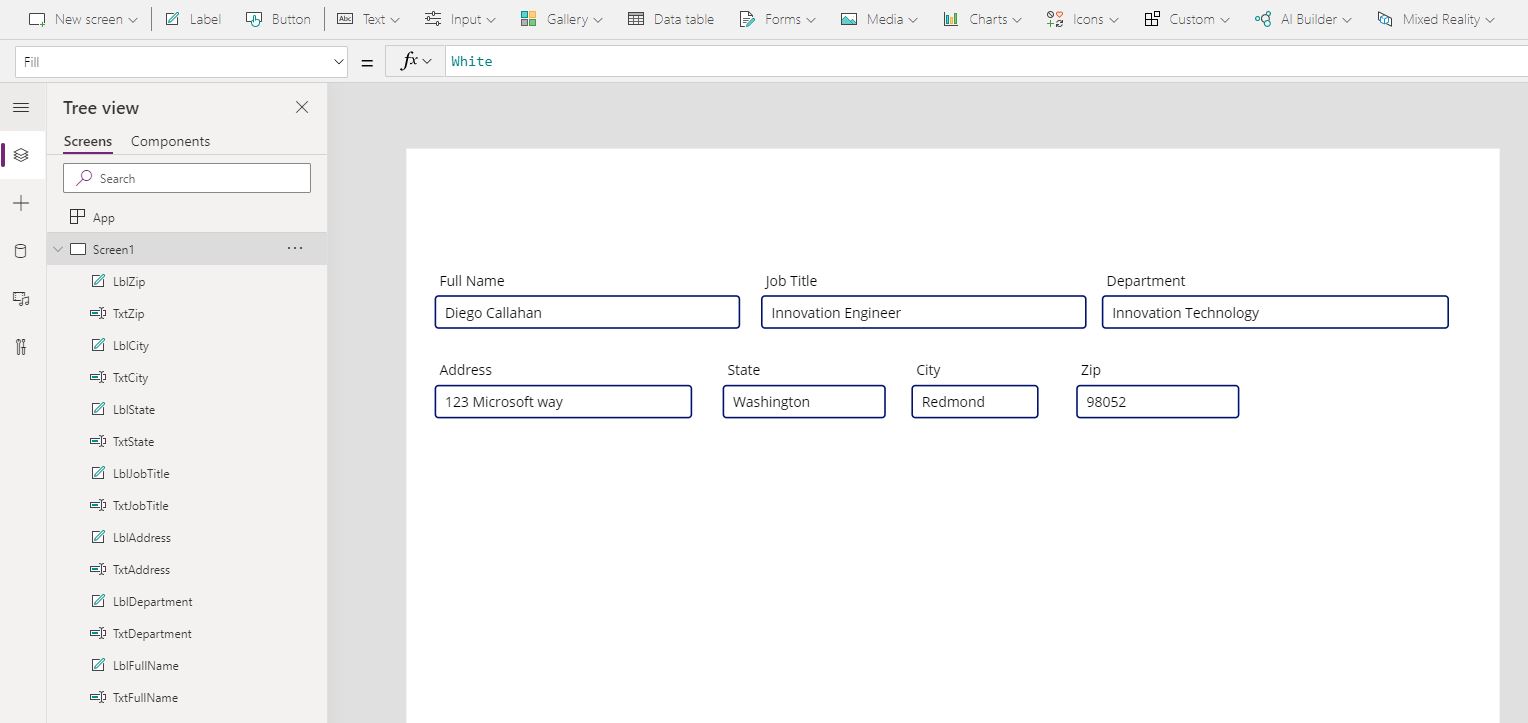 New screen Label Button Text Input Gallery Data table Forms Media Charts Icons Custom AI Builder Mixed Reality
Fill = fx White
Tree view
Screens Components
Search
App
Screen1 ...
LblZip
TxtZip
LblCity
TxtCity
LblState
TxtState
LblJobTitle
TxtJobTitle
LblAddress
TxtAddress
LblDepartment
TxtDepartment
LblFullName
TxtFullName
Full Name Job Title Department
Diego Callahan Innovation Engineer Innovation Technology
Address State City Zip
123 Microsoft way Washington Redmond 98052